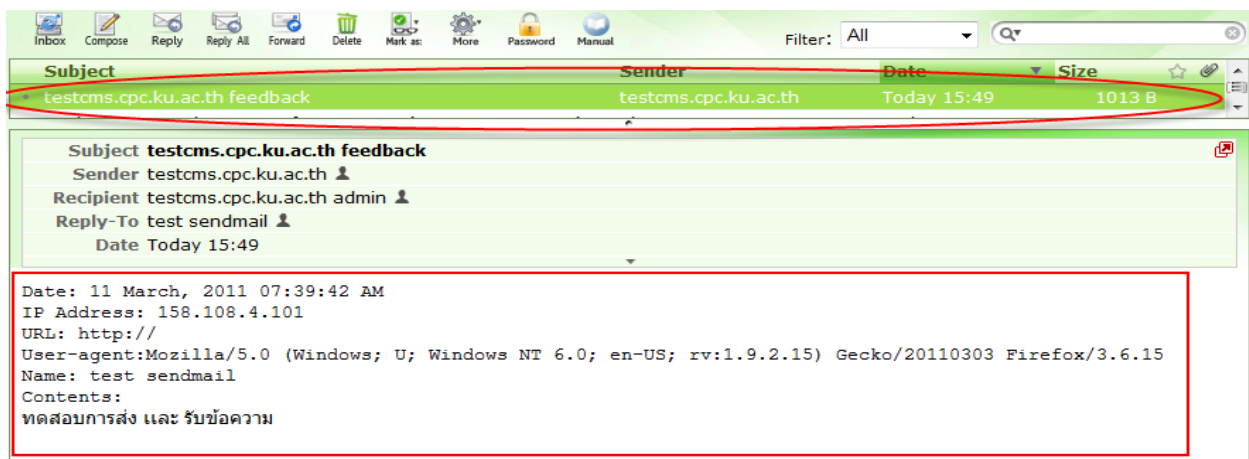 Inbox Compose Reply Reply All Forward Delete Mark as: More Password Manual Filter: All
Subject Sender Date Size
testcms.cpc.ku.ac.th feedback testcms.cpc.ku.ac.th Today 15:49 1013 B
Subject testcms.cpc.ku.ac.th feedback
Sender testcms.cpc.ku.ac.th
Recipient testcms.cpc.ku.ac.th admin
Reply-To test sendmail
Date Today 15:49
Date: 11 March, 2011 07:39:42 AM
IP Address: 158.108.4.101
URL: http://
User-agent:Mozilla/5.0 (Windows; U; Windows NT 6.0; en-US; rv:1.9.2.15) Gecko/20110303 Firefox/3.6.15
Name: test sendmail
Contents:
ทดสอบการส่ง และ รับข้อความ